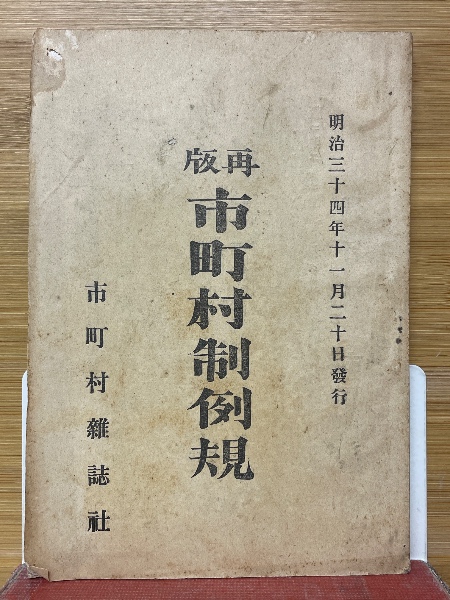 明治三十四年十一月二十日發行
再版
市町村制例規
市町村雜誌社